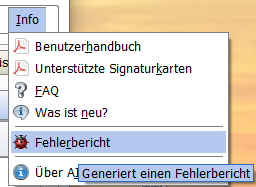 Info
Benutzerhandbuch
Unterstützte Signaturkarten
FAQ
Was ist neu?
Fehlerbericht
Über
Generiert einen Fehlerbericht